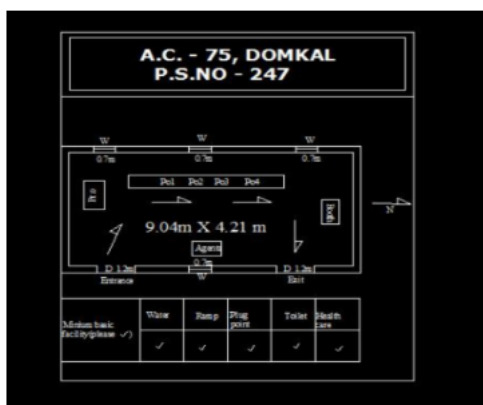 A.C. - 75, DOMKAL
P.S.NO - 247
W W W
0.7m 0.7m 0.7m
Po1 Po2 Po3 Po4
Pro
Booth
N
9.04m X 4.21 m
Agents
D 1.2m 0.7m D 1.2m
Entrance W Exit
Water Ramp Plug point Toilet Health care
Minium basic
facility(please ✓)
✓ ✓ ✓ ✓ ✓